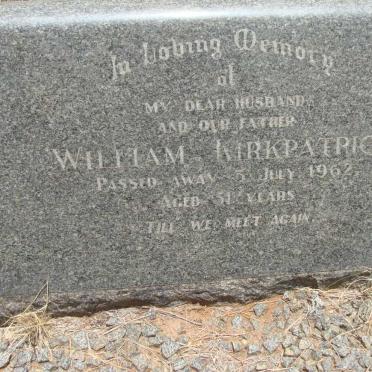 In Loving Memory
of
MY DEAR HUSBAND
AND OUR FATHER
WILLIAM KIRKPATRIC
PASSED AWAY 5 JULY 1962
AGED 51 YEARS
TILL WE MEET AGAIN.